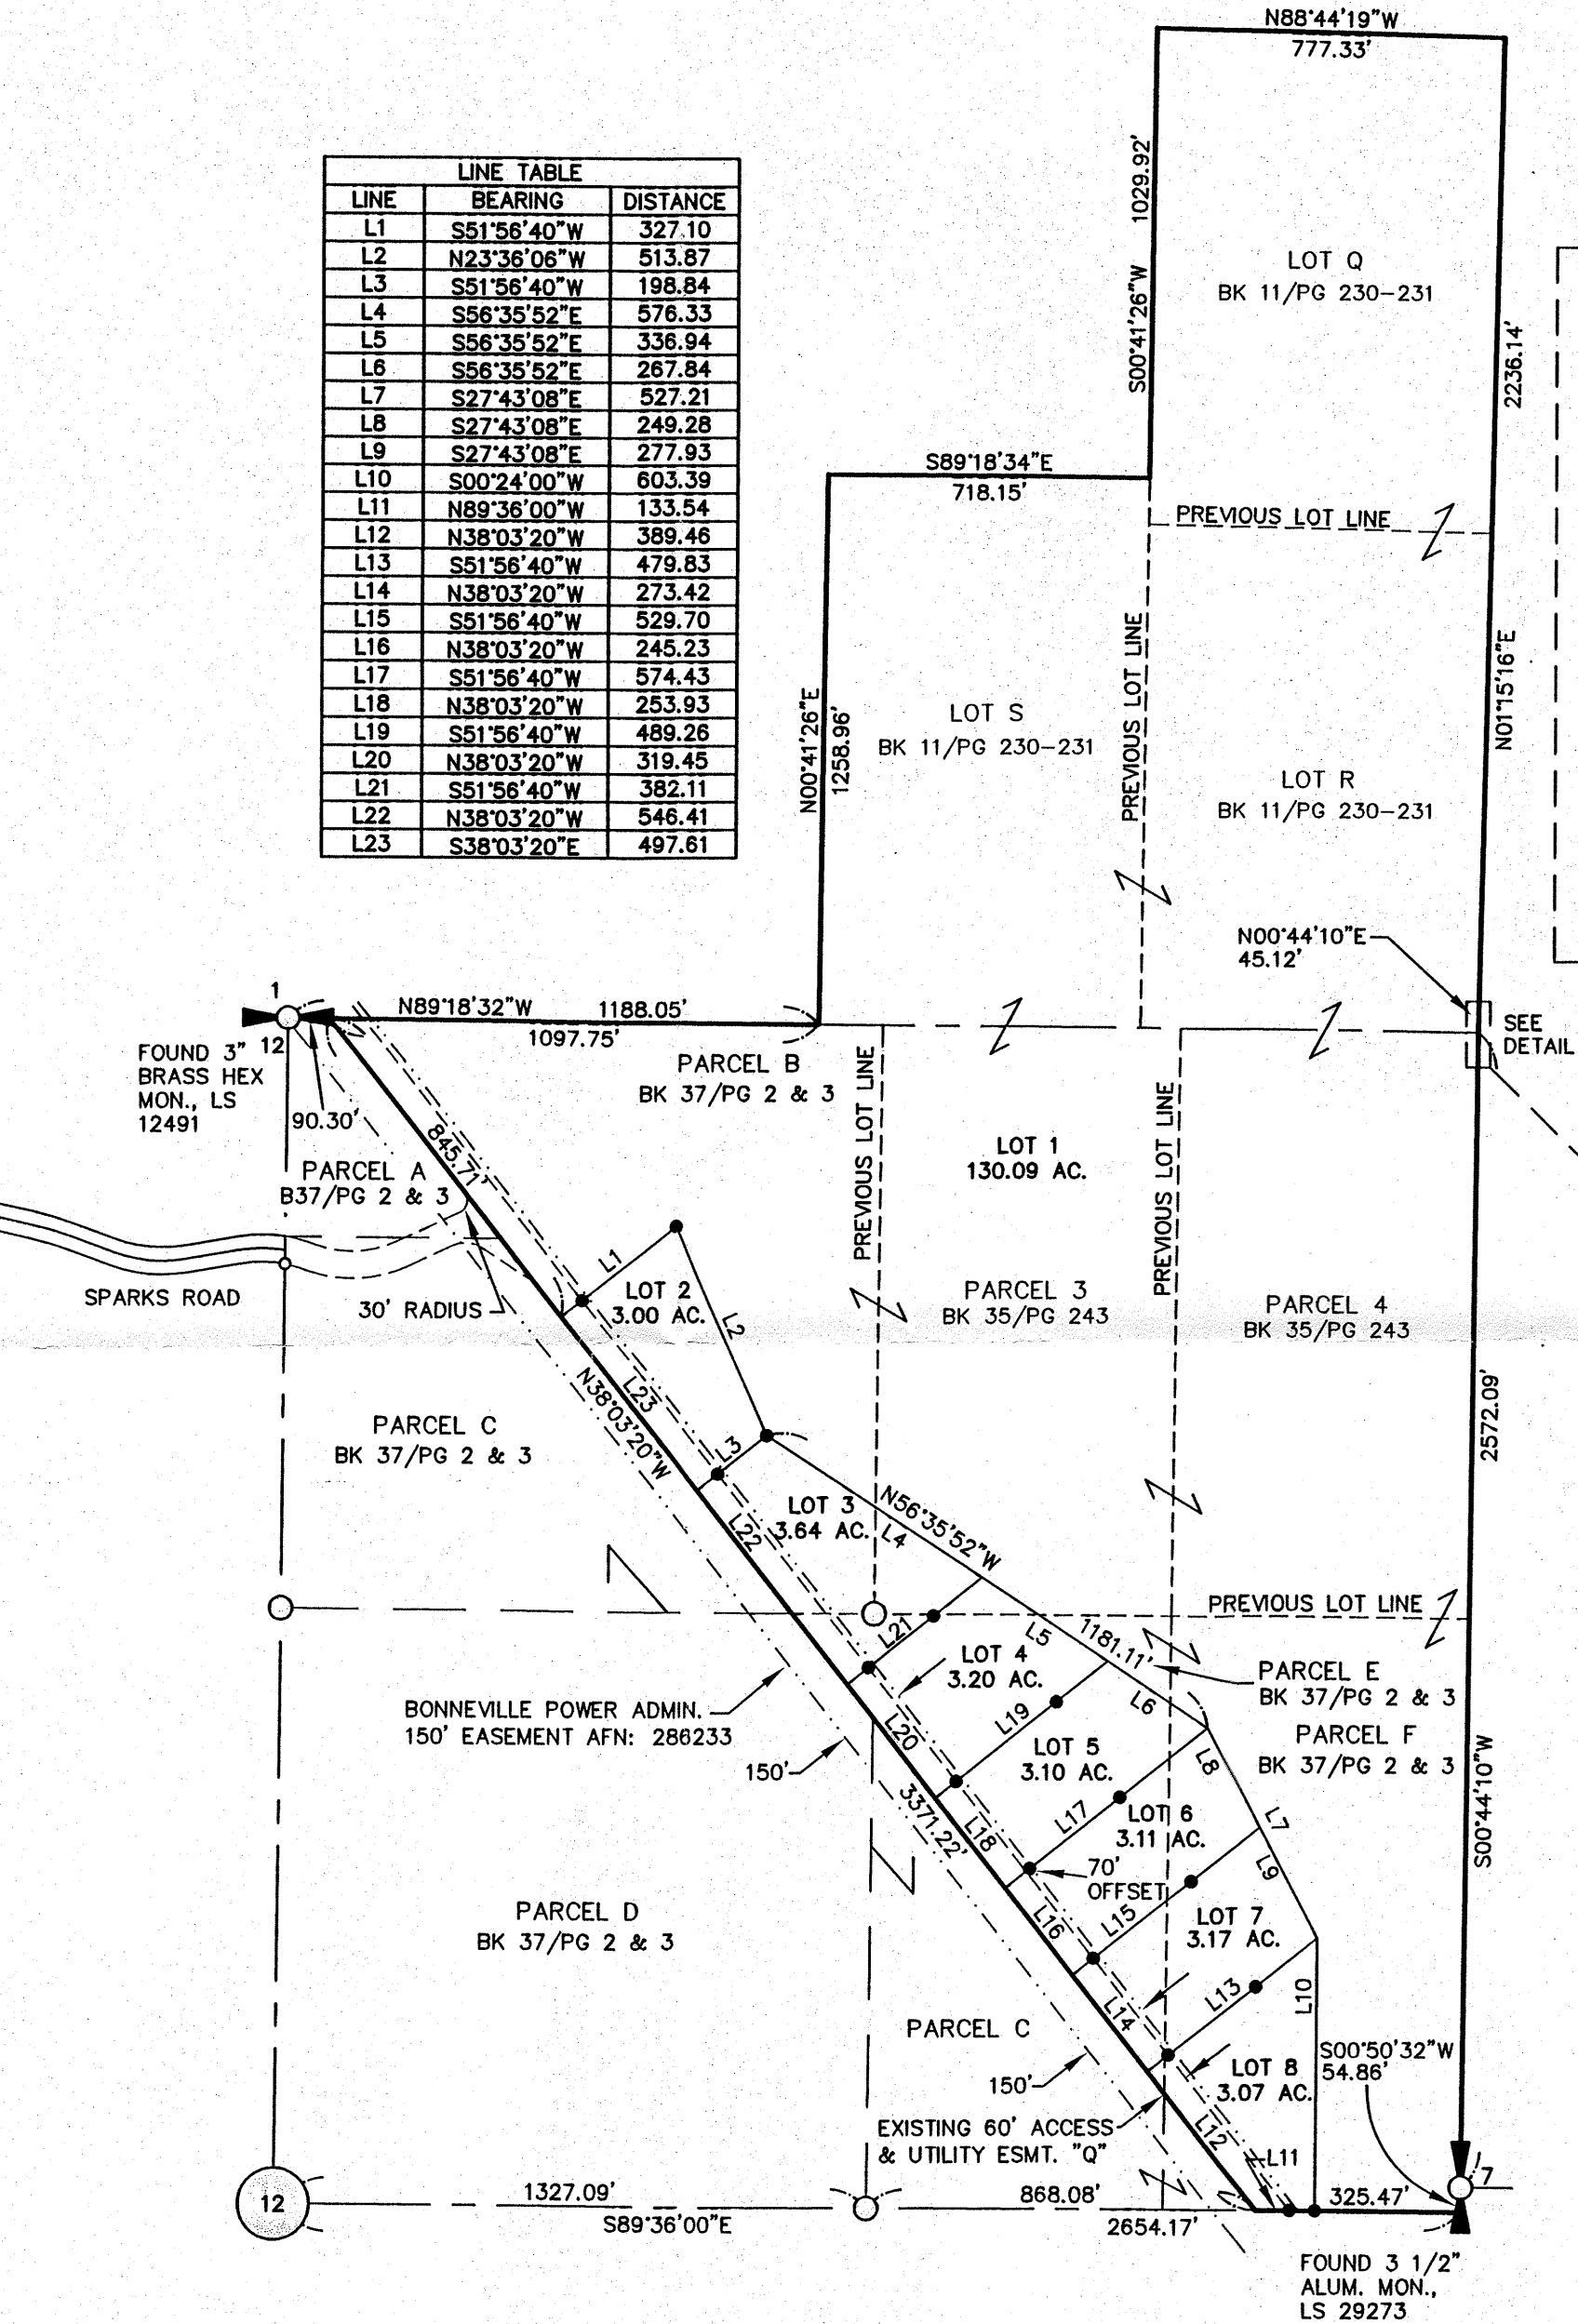 N88°44'19"W
777.33'
LINE TABLE
LINE BEARING DISTANCE
L1 S51°56'40"W 327.10
L2 N23°36'06"W 513.87
L3 S51°56'40"W 198.84
L4 S56°35'52"E 576.33
L5 S56°35'52"E 336.94
L6 S56°35'52"E 267.84
L7 S27°43'08"E 527.21
L8 S27°43'08"E 249.28
L9 S27°43'08"E 277.93
L10 S00°24'00"W 603.39
L11 N89°36'00"W 133.54
L12 N38°03'20"W 389.46
L13 S51°56'40"W 479.83
L14 N38°03'20"W 273.42
L15 S51°56'40"W 529.70
L16 N38°03'20"W 245.23
L17 S51°56'40"W 574.43
L18 N38°03'20"W 253.93
L19 S51°56'40"W 489.26
L20 N38°03'20"W 319.45
L21 S51°56'40"W 382.11
L22 N38°03'20"W 546.41
L23 S38°03'20"E 497.61
S00°41'26"W 1029.92'
LOT Q
BK 11/PG 230-231
2236.14'
N01°15'16"E
S89°18'34"E
718.15'
PREVIOUS LOT LINE
PREVIOUS LOT LINE
N00°41'26"E
1258.96'
LOT S
BK 11/PG 230-231
LOT R
BK 11/PG 230-231
N00°44'10"E
45.12'
SEE
DETAIL
1
12
N89°18'32"W 1188.05'
1097.75'
FOUND 3"
BRASS HEX
MON., LS
12491
90.30'
PARCEL B
BK 37/PG 2 & 3
PREVIOUS LOT LINE
LOT 1
130.09 AC.
PREVIOUS LOT LINE
845.71'
PARCEL A
B37/PG 2 & 3
SPARKS ROAD
30' RADIUS
L1
LOT 2
3.00 AC.
L2
PARCEL 3
BK 35/PG 243
PARCEL 4
BK 35/PG 243
L23
N38°03'20"W
PARCEL C
BK 37/PG 2 & 3
2572.09'
L3
LOT 3
3.64 AC.
L4
N56°35'52"W
L22
PREVIOUS LOT LINE
L21
L5
1181.11'
LOT 4
3.20 AC.
PARCEL E
BK 37/PG 2 & 3
L6
BONNEVILLE POWER ADMIN.
150' EASEMENT AFN: 286233
150'
L20
L19
LOT 5
3.10 AC.
L8
PARCEL F
BK 37/PG 2 & 3
3371.22'
L18
L17
LOT 6
3.11 AC.
L7
S00°44'10"W
70'
OFFSET
L9
L16
L15
LOT 7
3.17 AC.
PARCEL D
BK 37/PG 2 & 3
L14
L13
L10
PARCEL C
S00°50'32"W
54.86'
150'
LOT 8
3.07 AC.
EXISTING 60' ACCESS
& UTILITY ESMT. "Q"
L12
L11
7
12
1327.09'
S89°36'00"E
868.08'
2654.17'
325.47'
FOUND 3 1/2"
ALUM. MON.,
LS 29273